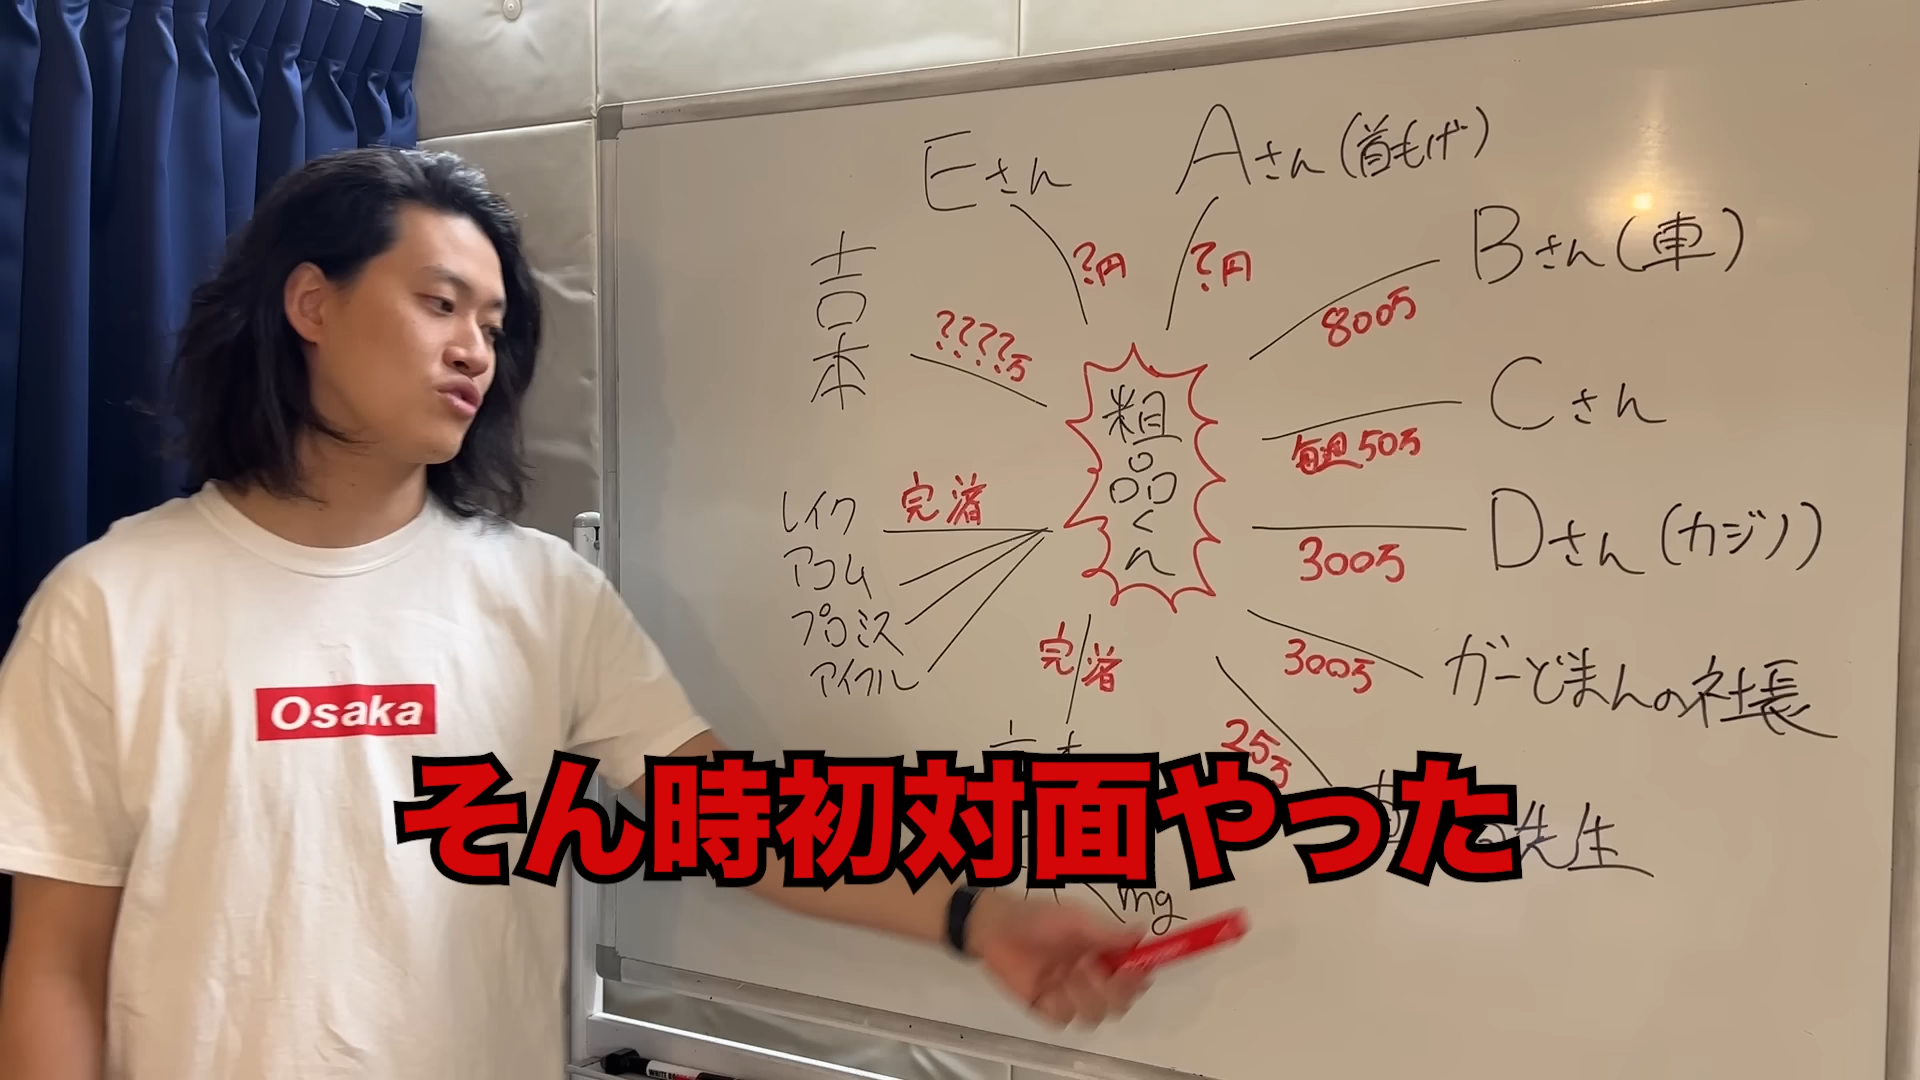 Eさん
Aさん(首もげ)
Bさん(車)
?円
?円
800万
吉本
????万
Cさん
毎週50万
粗品くん
レイク
完済
アコム
プロミス
アイフル
Dさん(カジノ)
300万
ガーどまんの社長
300万
完済
25万
先生
mg
Osaka
そん時初対面やった